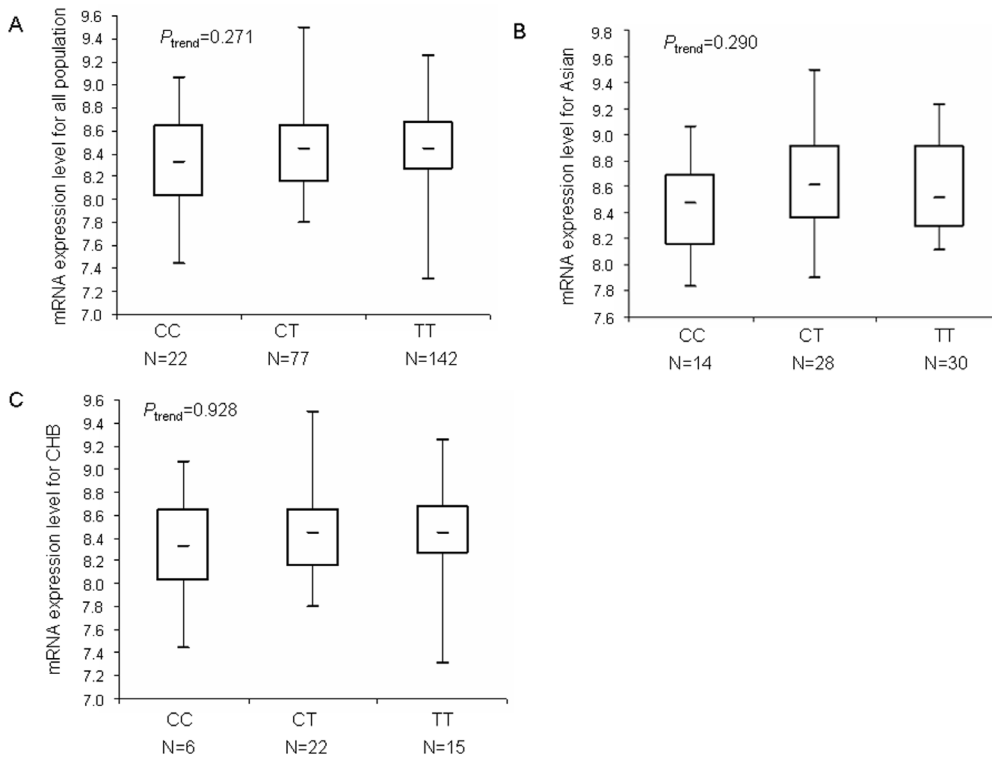 A
mRNA expression level for all population
P trend=0.271
9.6
9.4
9.2
9.0
8.8
8.6
8.4
8.2
8.0
7.8
7.6
7.4
7.2
7.0
CC CT TT
N=22 N=77 N=142
B
mRNA expression level for Asian
P trend=0.290
9.8
9.6
9.4
9.2
9.0
8.8
8.6
8.4
8.2
8.0
7.8
7.6
CC CT TT
N=14 N=28 N=30
C
mRNA expression level for CHB
P trend=0.928
9.6
9.4
9.2
9.0
8.8
8.6
8.4
8.2
8.0
7.8
7.6
7.4
7.2
7.0
CC CT TT
N=6 N=22 N=15